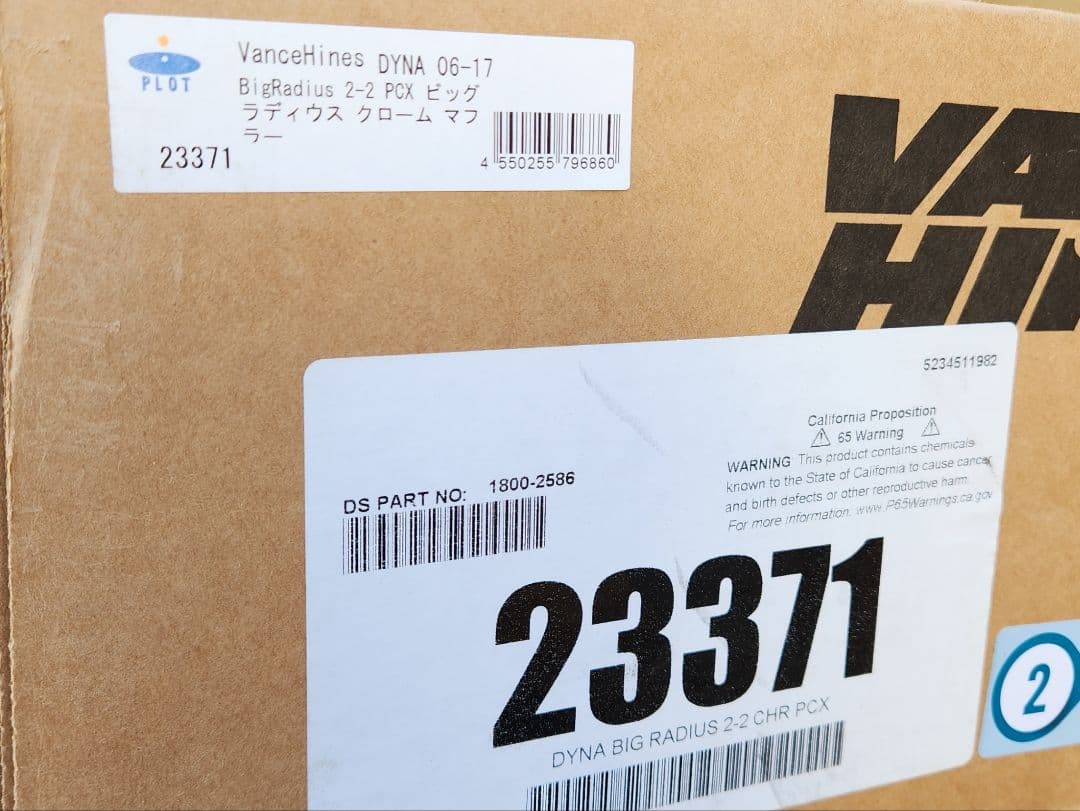 PLOT
VanceHines DYNA 06-17
BigRadius 2-2 PCX ビッグ
ラディウス クローム マフ
ラー
23371
4 550255 796860
VA
HI
5234511982
California Proposition
65 Warning
WARNING This product contains chemicals
known to the State of California to cause cancer
and birth defects or other reproductive harm.
For more information. www.P65Warnings.ca.gov
DS PART NO: 1800-2586
23371
DYNA BIG RADIUS 2-2 CHR PCX
2